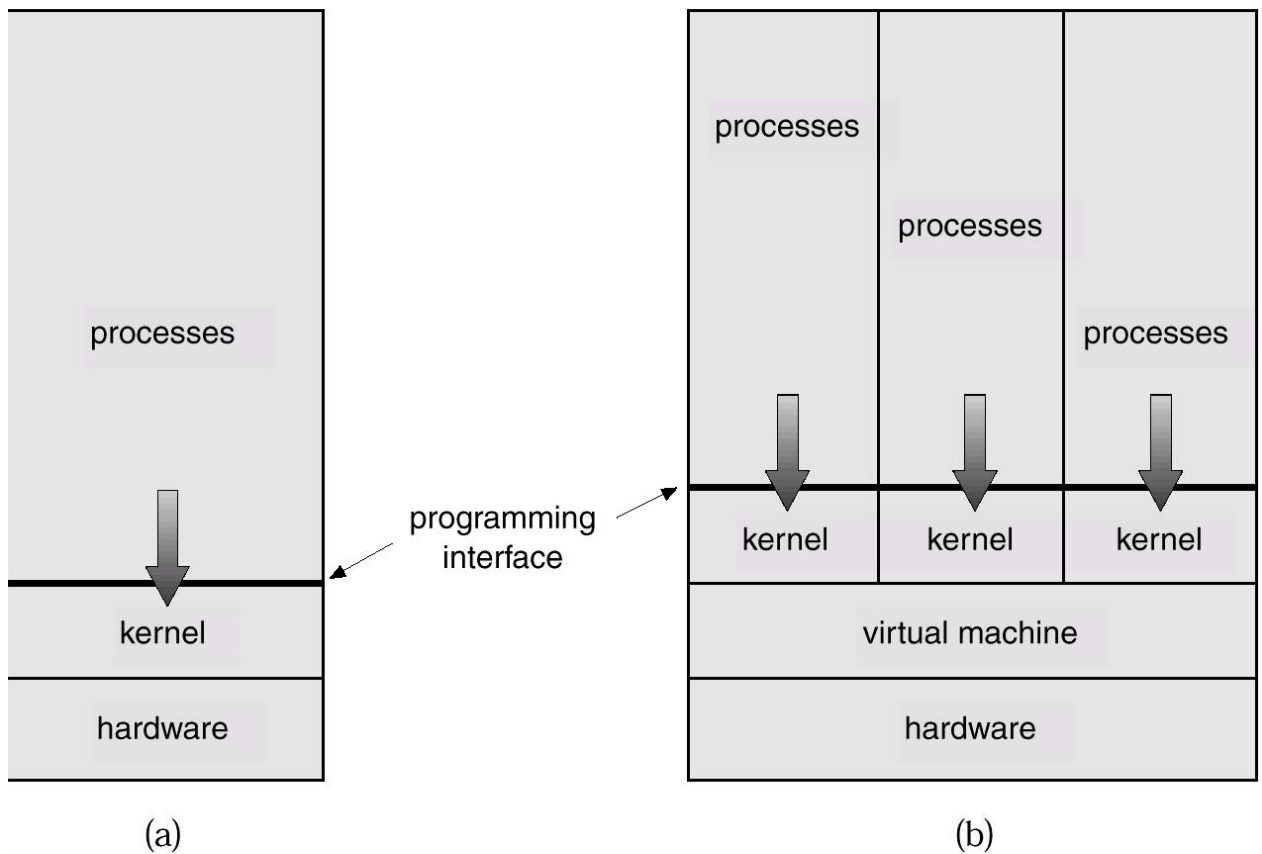 processes
kernel
hardware
(a)
programming
interface
processes
processes
processes
kernel
kernel
kernel
virtual machine
hardware
(b)